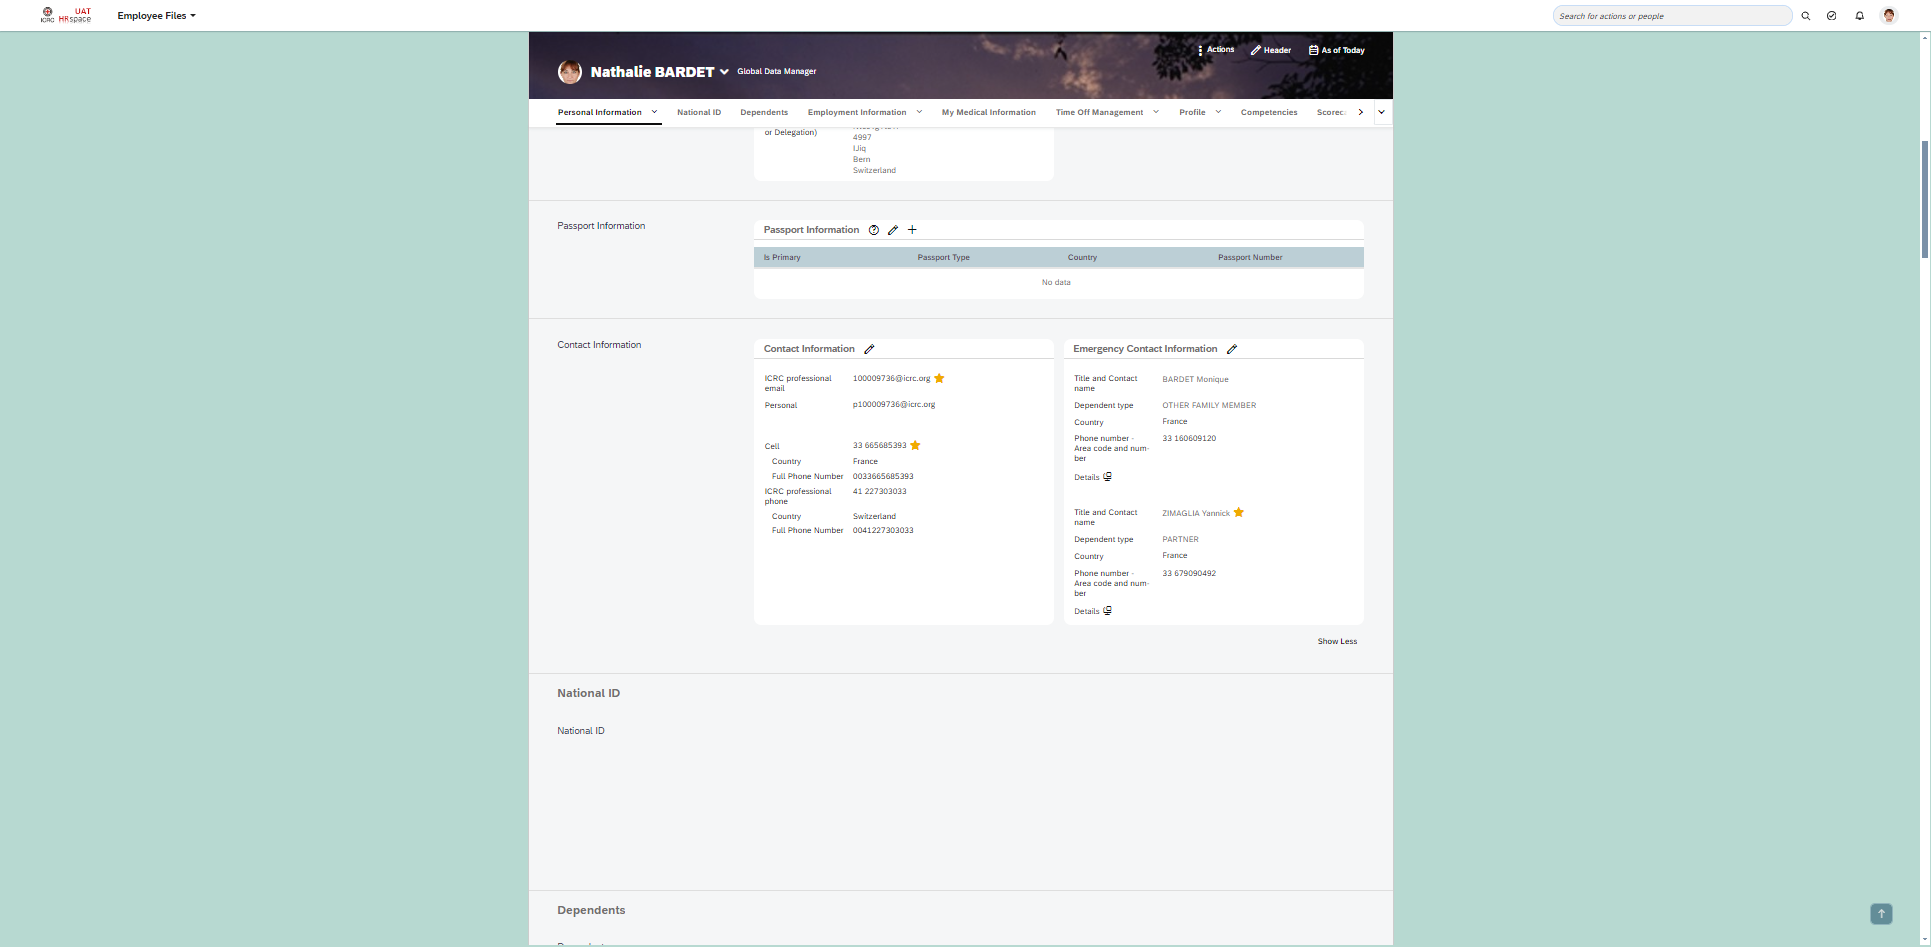 ICRC UAT HRspace
Employee Files
Search for actions or people
Actions
Header
As of Today
Nathalie BARDET
Global Data Manager
Personal Information
National ID
Dependents
Employment Information
My Medical Information
Time Off Management
Profile
Competencies
Scorec
or Delegation)
4997
IJiq
Bern
Switzerland
Passport Information
Passport Information
Is Primary
Passport Type
Country
Passport Number
No data
Contact Information
Contact Information
ICRC professional
email
100009736@icrc.org
Personal
p100009736@icrc.org
Cell
33 665685393
Country
France
Full Phone Number
0033665685393
ICRC professional
phone
41 227303033
Country
Switzerland
Full Phone Number
0041227303033
Emergency Contact Information
Title and Contact
name
BARDET Monique
Dependent type
OTHER FAMILY MEMBER
Country
France
Phone number -
Area code and num-
ber
33 160609120
Details
Title and Contact
name
ZIMAGLIA Yannick
Dependent type
PARTNER
Country
France
Phone number -
Area code and num-
ber
33 679090492
Details
Show Less
National ID
National ID
Dependents